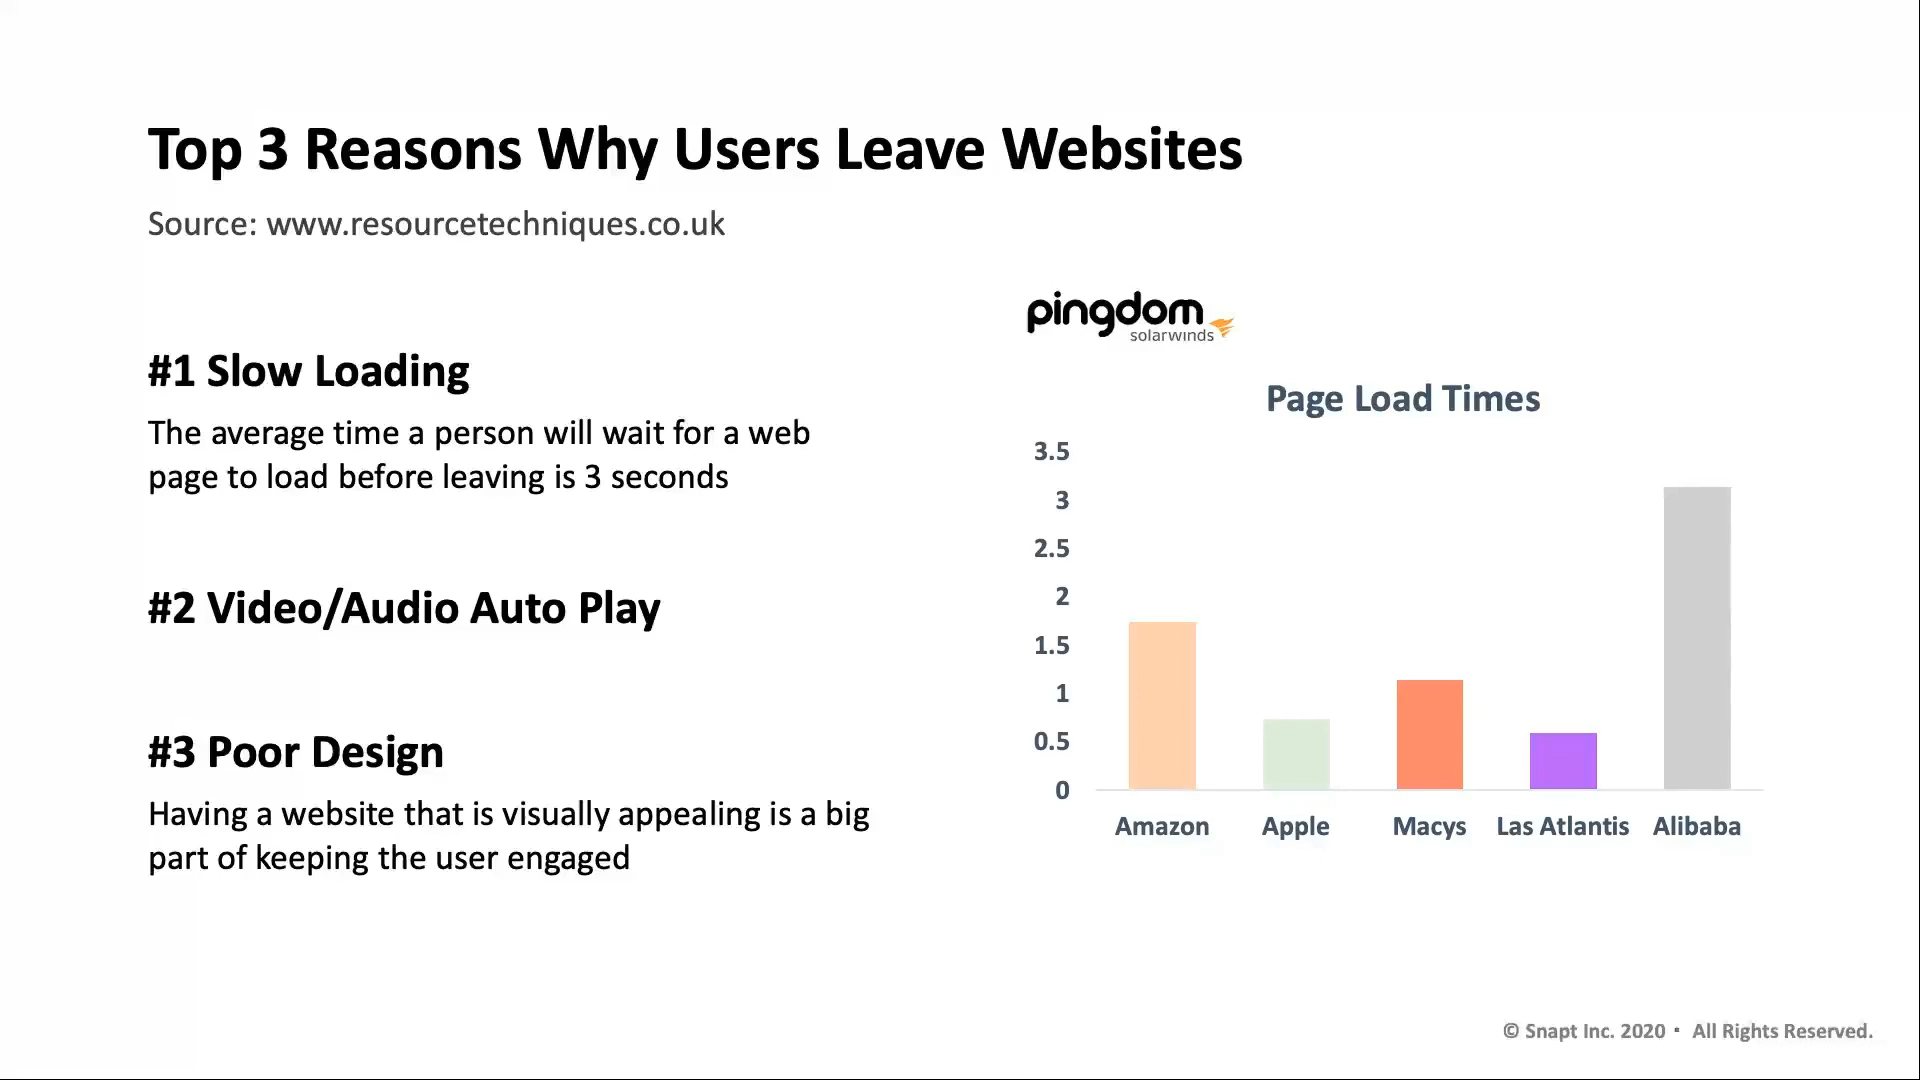 Top 3 Reasons Why Users Leave Websites
Source: www.resourcetechniques.co.uk
#1 Slow Loading
The average time a person will wait for a web
page to load before leaving is 3 seconds
#2 Video/Audio Auto Play
#3 Poor Design
Having a website that is visually appealing is a big
part of keeping the user engaged
pingdom
solarwinds
Page Load Times
3.5
3
2.5
2
1.5
1
0.5
0
Amazon Apple Macys Las Atlantis Alibaba
© Snapt Inc. 2020 • All Rights Reserved.